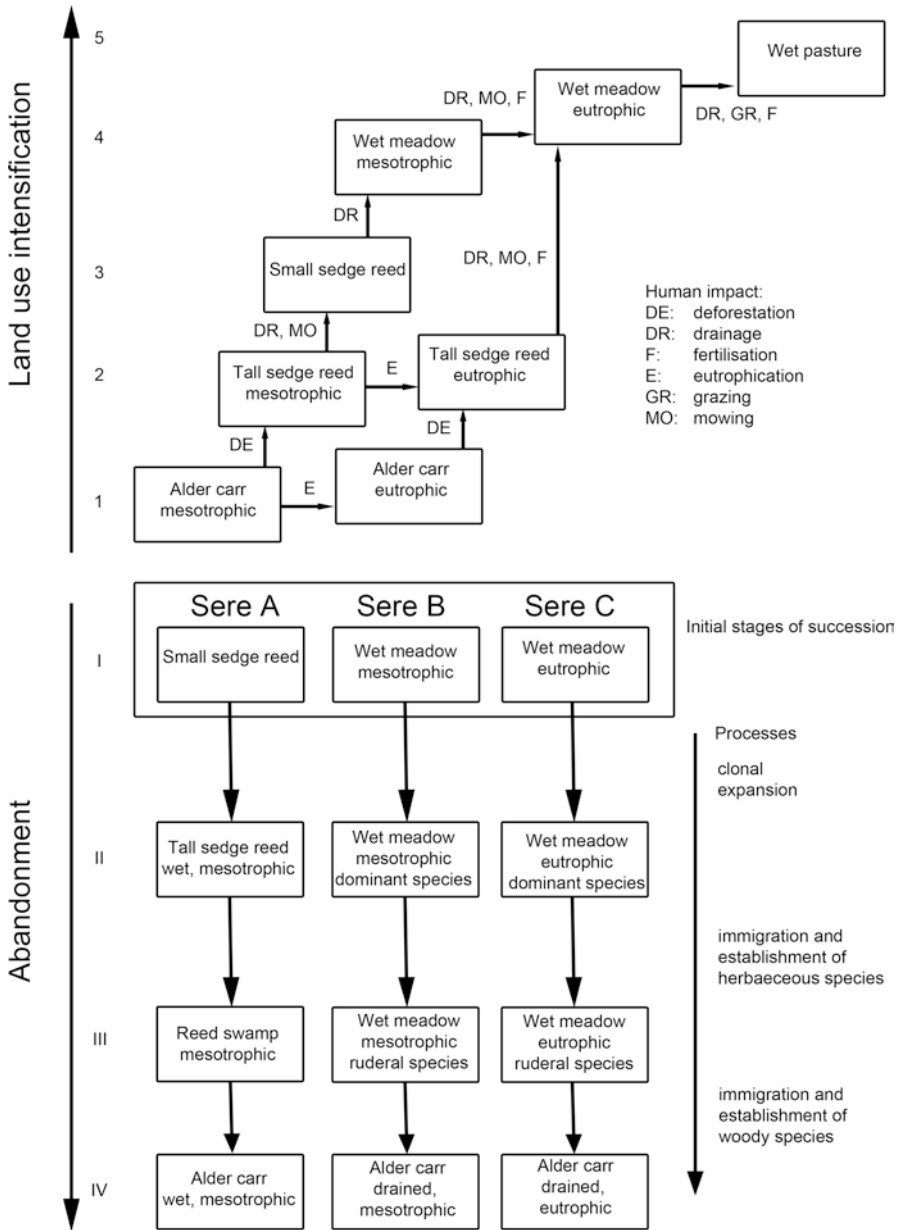 Land use intensification
5
4
3
2
1
Wet pasture
Wet meadow
eutrophic
DR, MO, F
DR, GR, F
Wet meadow
mesotrophic
DR
DR, MO, F
Small sedge reed
DR, MO
Human impact:
DE: deforestation
DR: drainage
F: fertilisation
E: eutrophication
GR: grazing
MO: mowing
Tall sedge reed
mesotrophic
E
Tall sedge reed
eutrophic
DE
DE
Alder carr
mesotrophic
E
Alder carr
eutrophic
Abandonment
I
II
III
IV
Sere A
Sere B
Sere C
Initial stages of succession
Small sedge reed
Wet meadow
mesotrophic
Wet meadow
eutrophic
Processes
clonal
expansion
Tall sedge reed
wet, mesotrophic
Wet meadow
mesotrophic
dominant species
Wet meadow
eutrophic
dominant species
immigration and
establishment of
herbaeceous species
Reed swamp
mesotrophic
Wet meadow
mesotrophic
ruderal species
Wet meadow
eutrophic
ruderal species
immigration and
establishment of
woody species
Alder carr
wet, mesotrophic
Alder carr
drained,
mesotrophic
Alder carr
drained,
eutrophic